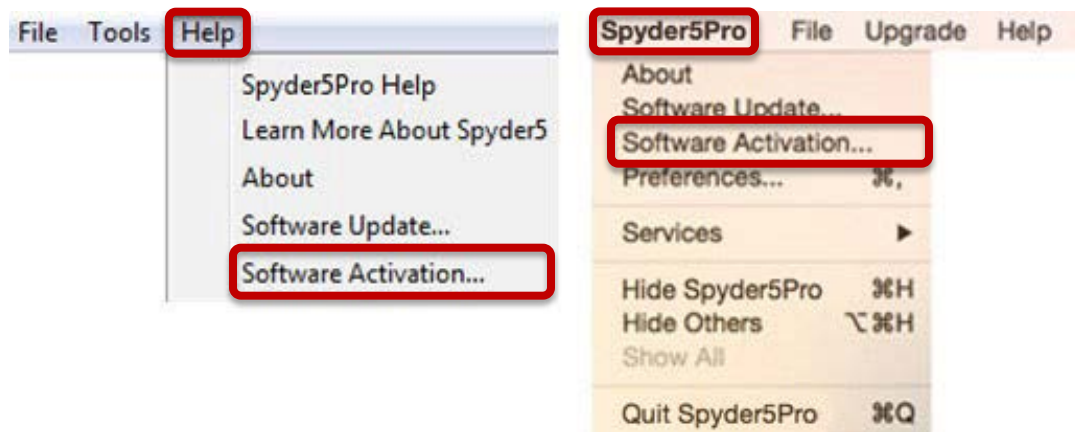 File Tools Help
Spyder5Pro Help
Learn More About Spyder5
About
Software Update...
Software Activation...
Spyder5Pro File Upgrade Help
About
Software Update...
Software Activation...
Preferences... ⌘,
Services ▶
Hide Spyder5Pro ⌘H
Hide Others ⌥⌘H
Show All
Quit Spyder5Pro ⌘Q